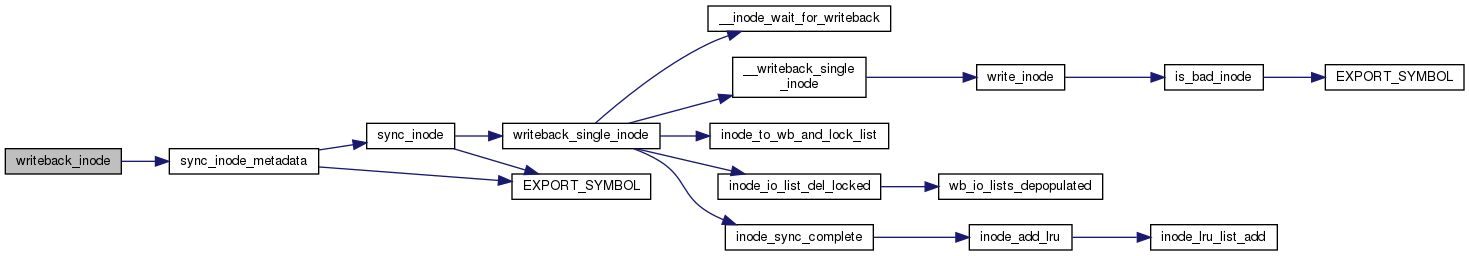 writeback_inode
sync_inode_metadata
sync_inode
EXPORT_SYMBOL
writeback_single_inode
__inode_wait_for_writeback
__writeback_single
_inode
inode_to_wb_and_lock_list
inode_io_list_del_locked
inode_sync_complete
write_inode
wb_io_lists_depopulated
inode_add_lru
is_bad_inode
inode_lru_list_add
EXPORT_SYMBOL